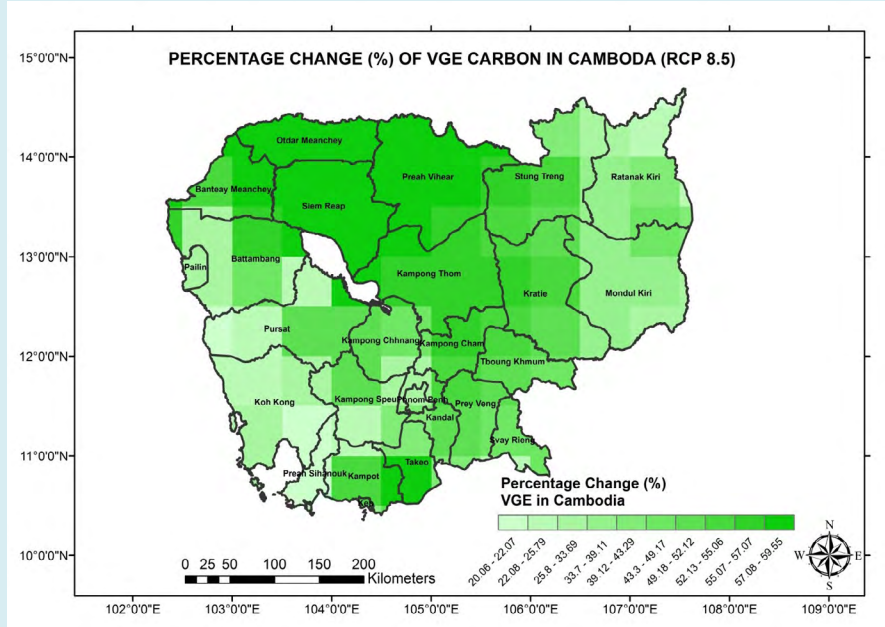 PERCENTAGE CHANGE (%) OF VGE CARBON IN CAMBODA (RCP 8.5)
15°0'0"N
14°0'0"N
13°0'0"N
12°0'0"N
11°0'0"N
10°0'0"N
Otdar Meanchey
Banteay Meanchey
Siem Reap
Preah Vihear
Stung Treng
Ratanak Kiri
Battambang
Pailin
Kampong Thom
Kratie
Mondul Kiri
Pursat
Kampong Chhnang
Kampong Cham
Tboung Khmum
Koh Kong
Kampong Speu
Phnom Penh
Prey Veng
Kandal
Svay Rieng
Takeo
Preah Sihanouk
Kampot
Percentage Change (%)
VGE in Cambodia
20.06 - 22.07
22.08 - 25.79
25.8 - 33.69
33.7 - 39.11
39.12 - 43.29
43.3 - 49.17
49.18 - 52.12
52.13 - 55.06
55.07 - 57.07
57.08 - 59.55
N
W
E
S
0 25 50 100 150 200
Kilometers
102°0'0"E
103°0'0"E
104°0'0"E
105°0'0"E
106°0'0"E
107°0'0"E
108°0'0"E
109°0'0"E